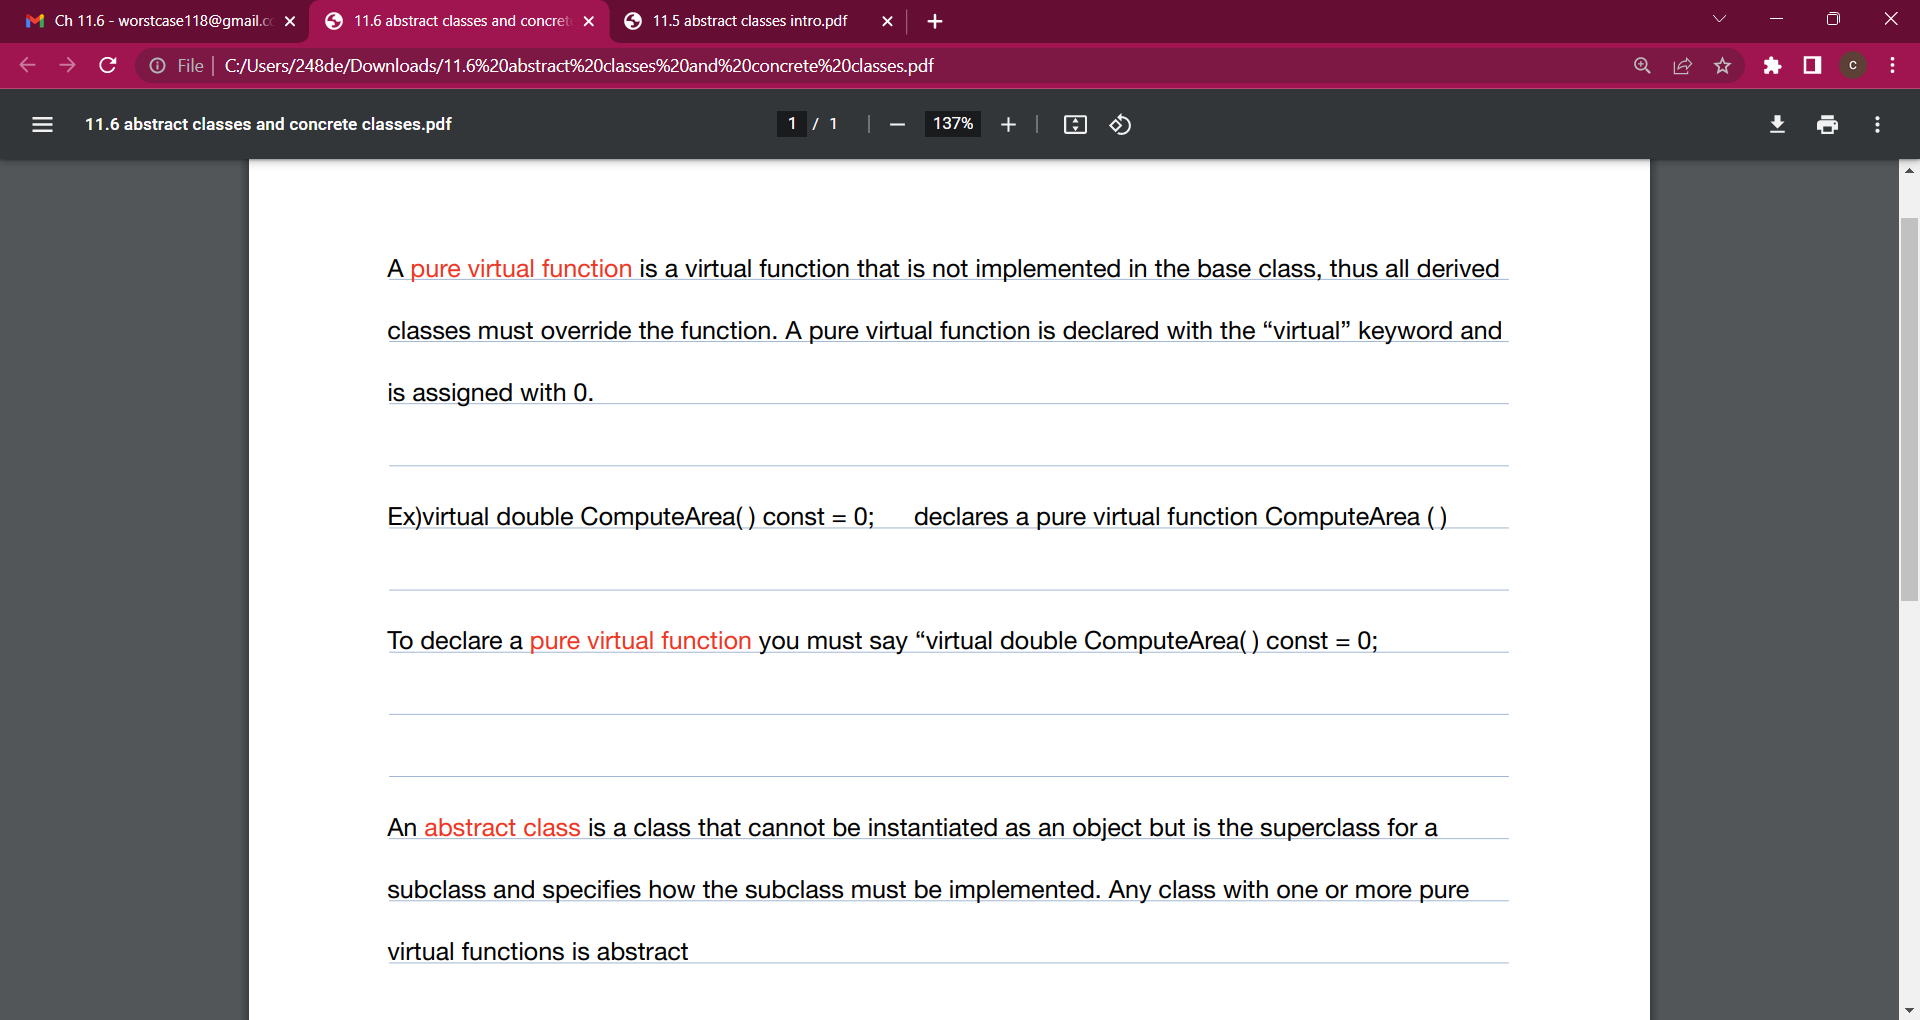 Ch 11.6 - worstcase118@gmail.c
11.6 abstract classes and concret
11.5 abstract classes intro.pdf
File
C:/Users/248de/Downloads/11.6%20abstract%20classes%20and%20concrete%20classes.pdf
c
11.6 abstract classes and concrete classes.pdf
1 / 1
137%
A pure virtual function is a virtual function that is not implemented in the base class, thus all derived
classes must override the function. A pure virtual function is declared with the “virtual” keyword and
is assigned with 0.
Ex)virtual double ComputeArea( ) const = 0; declares a pure virtual function ComputeArea ( )
To declare a pure virtual function you must say “virtual double ComputeArea( ) const = 0;
An abstract class is a class that cannot be instantiated as an object but is the superclass for a
subclass and specifies how the subclass must be implemented. Any class with one or more pure
virtual functions is abstract